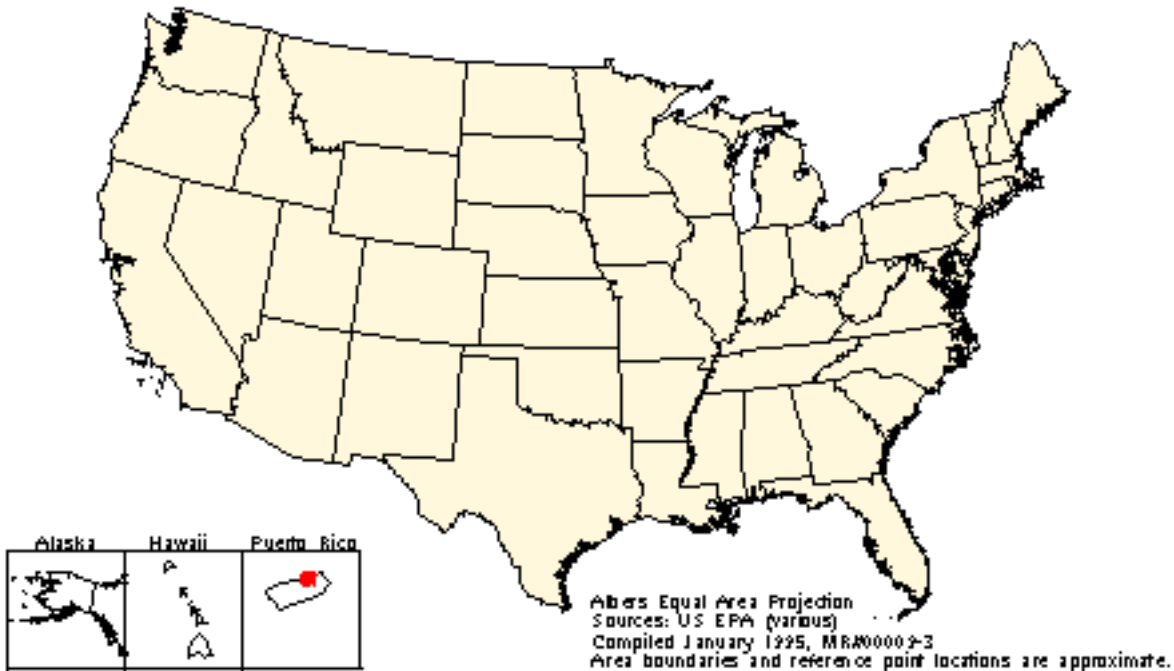 Alaska Hawaii Puerto Rico
Albers Equal Area Projection
Sources: US EPA (various)
Compiled January 1995, MR#00009-3
Area boundaries and reference point locations are approximate.